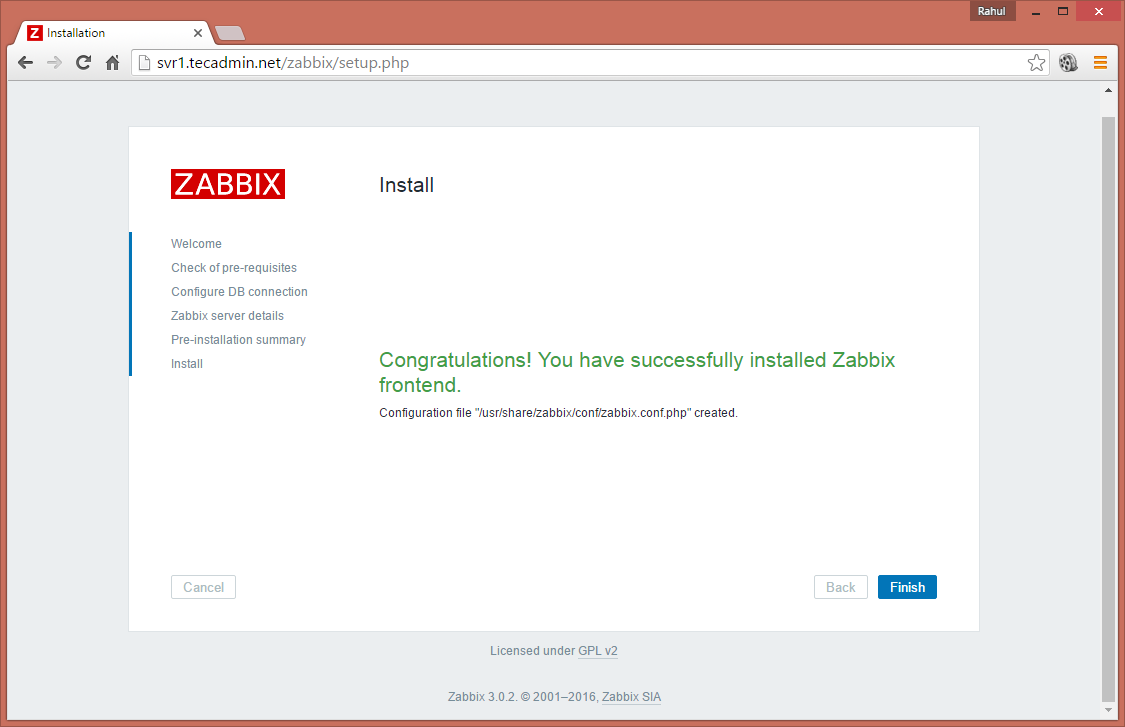 Rahul
Installation
svr1.tecadmin.net/zabbix/setup.php
ZABBIX
Install
Welcome
Check of pre-requisites
Configure DB connection
Zabbix server details
Pre-installation summary
Install
Congratulations! You have successfully installed Zabbix
frontend.
Configuration file "/usr/share/zabbix/conf/zabbix.conf.php" created.
Cancel
Back
Finish
Licensed under GPL v2
Zabbix 3.0.2. © 2001–2016, Zabbix SIA